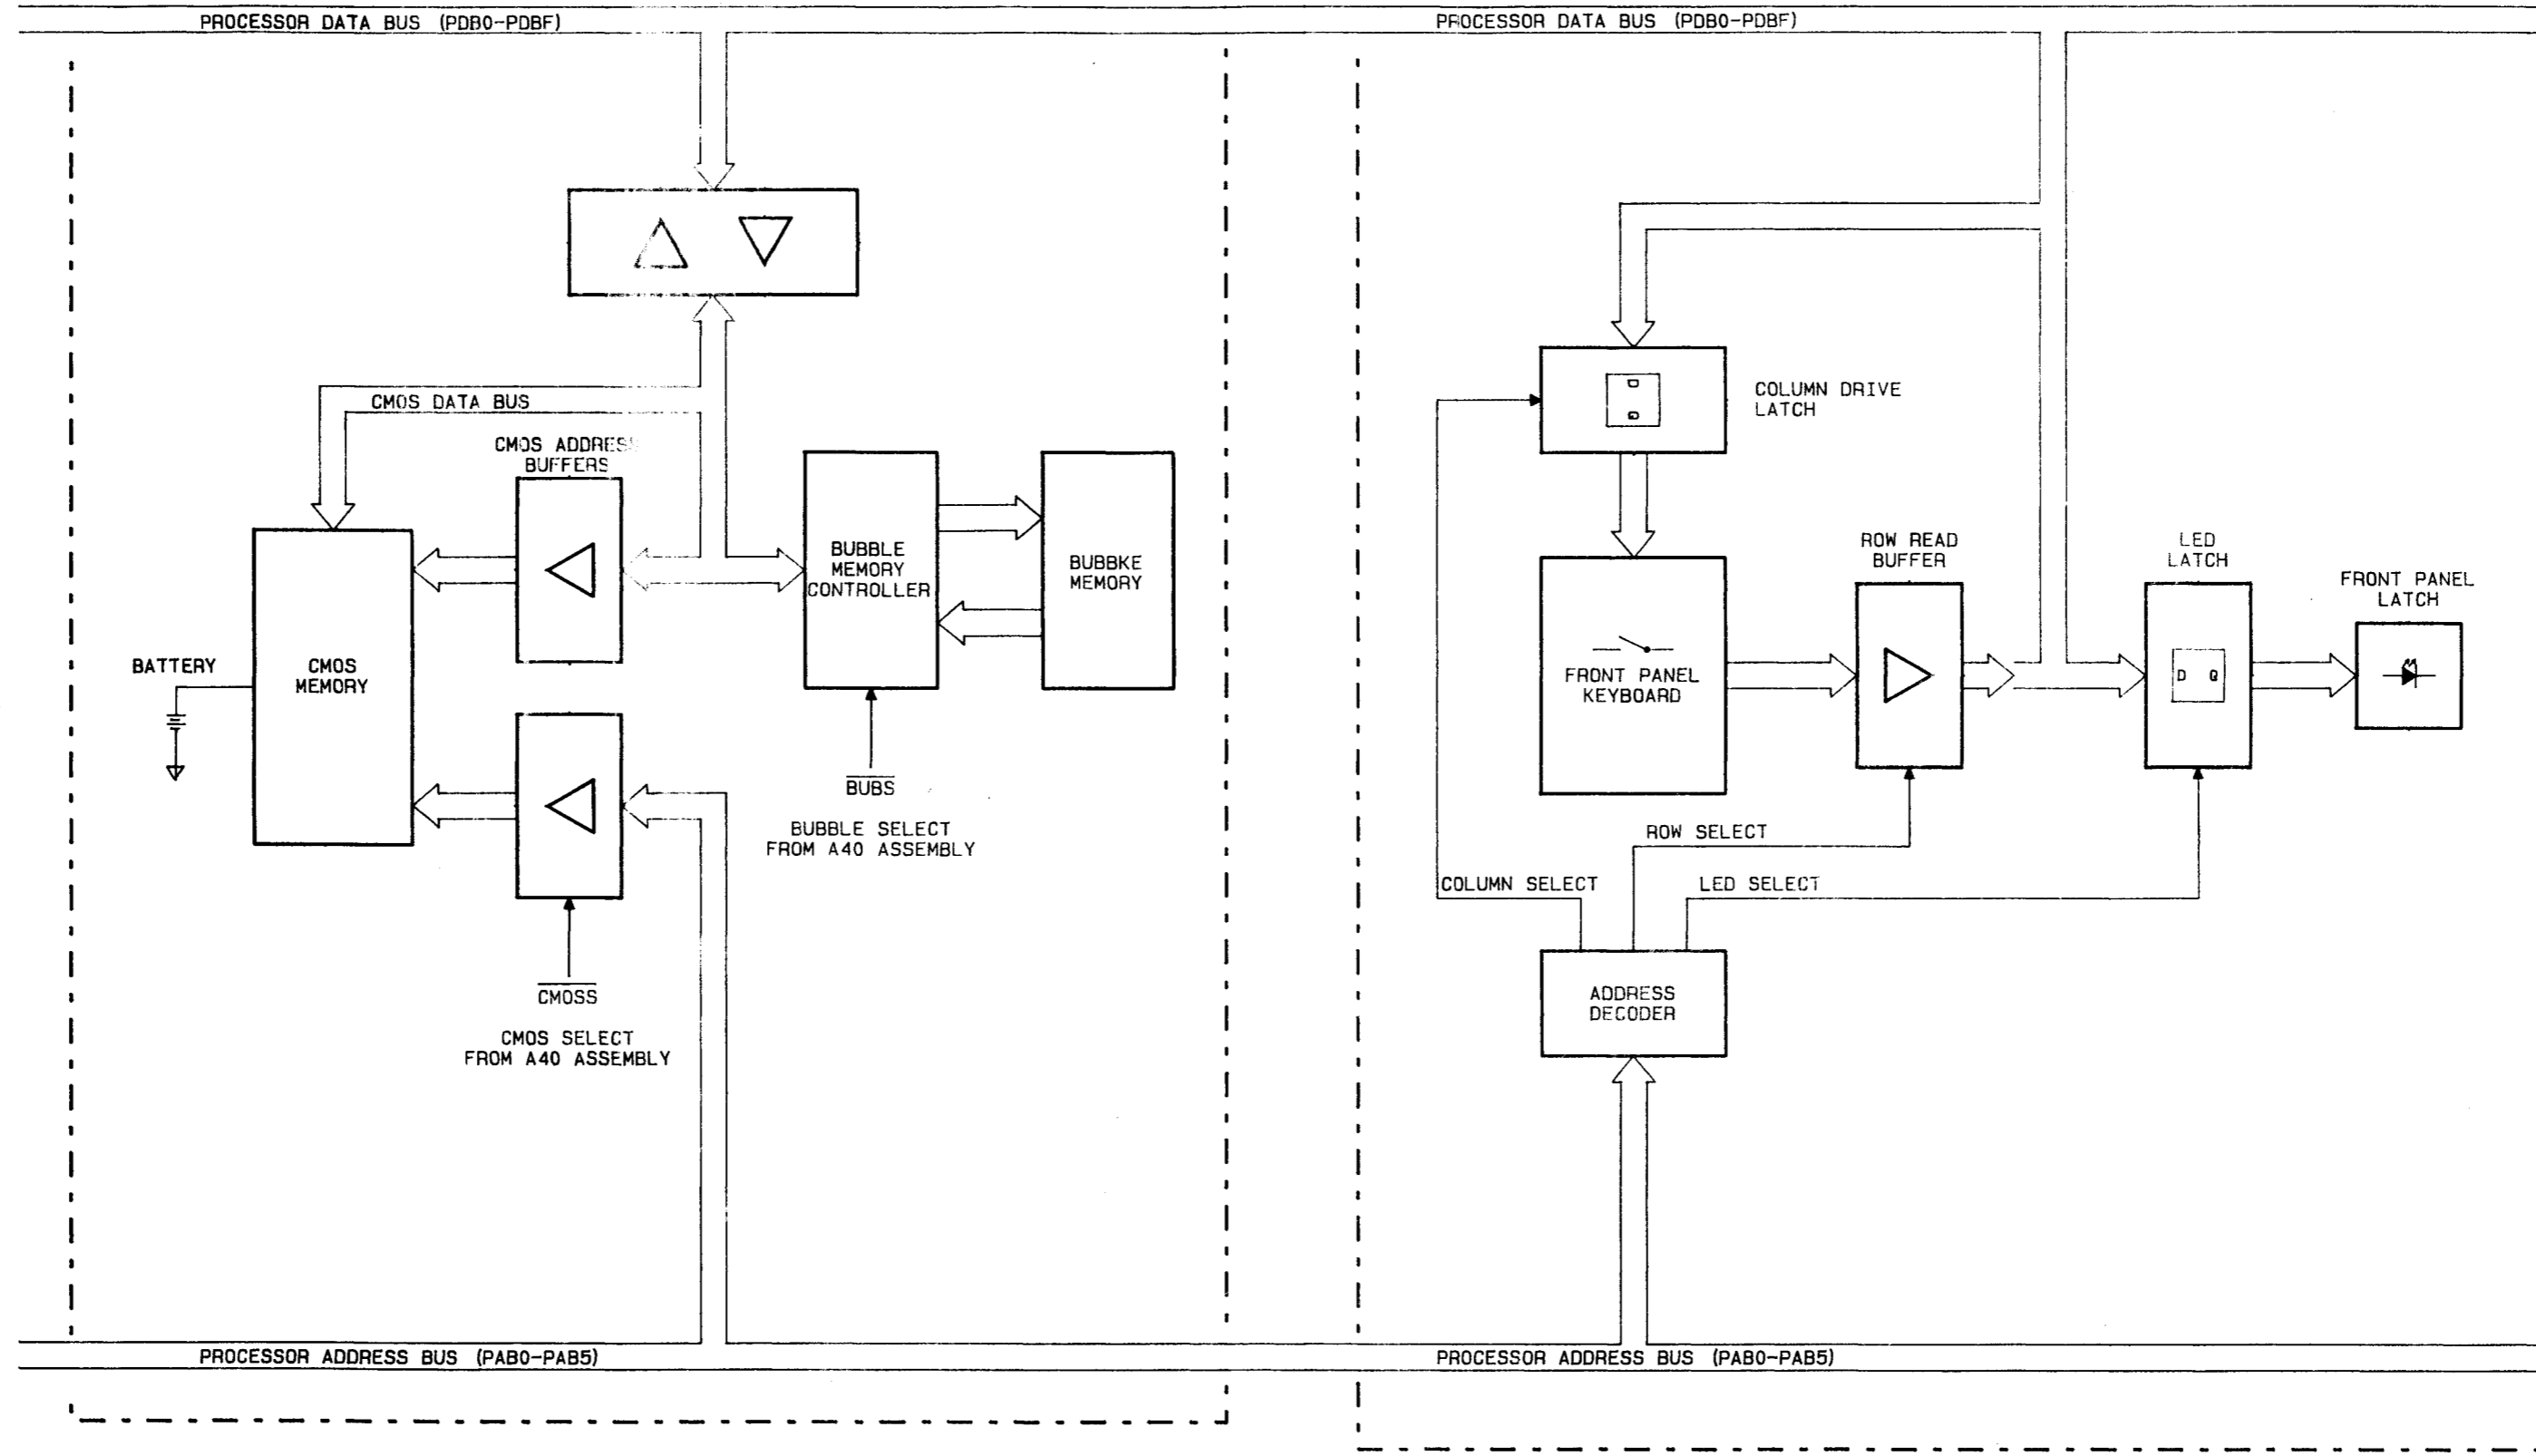 PROCESSOR DATA BUS (PDB0-PDBF)
PROCESSOR DATA BUS (PDB0-PDBF)
CMOS DATA BUS
CMOS ADDRESS
BUFFERS
BUBBLE
MEMORY
CONTROLLER
BUBBKE
MEMORY
BATTERY
CMOS
MEMORY
BUBS
BUBBLE SELECT
FROM A40 ASSEMBLY
CMOSS
CMOS SELECT
FROM A40 ASSEMBLY
D
Q
COLUMN DRIVE
LATCH
FRONT PANEL
KEYBOARD
ROW READ
BUFFER
LED
LATCH
D Q
FRONT PANEL
LATCH
ROW SELECT
COLUMN SELECT
LED SELECT
ADDRESS
DECODER
PROCESSOR ADDRESS BUS (PAB0-PAB5)
PROCESSOR ADDRESS BUS (PAB0-PAB5)